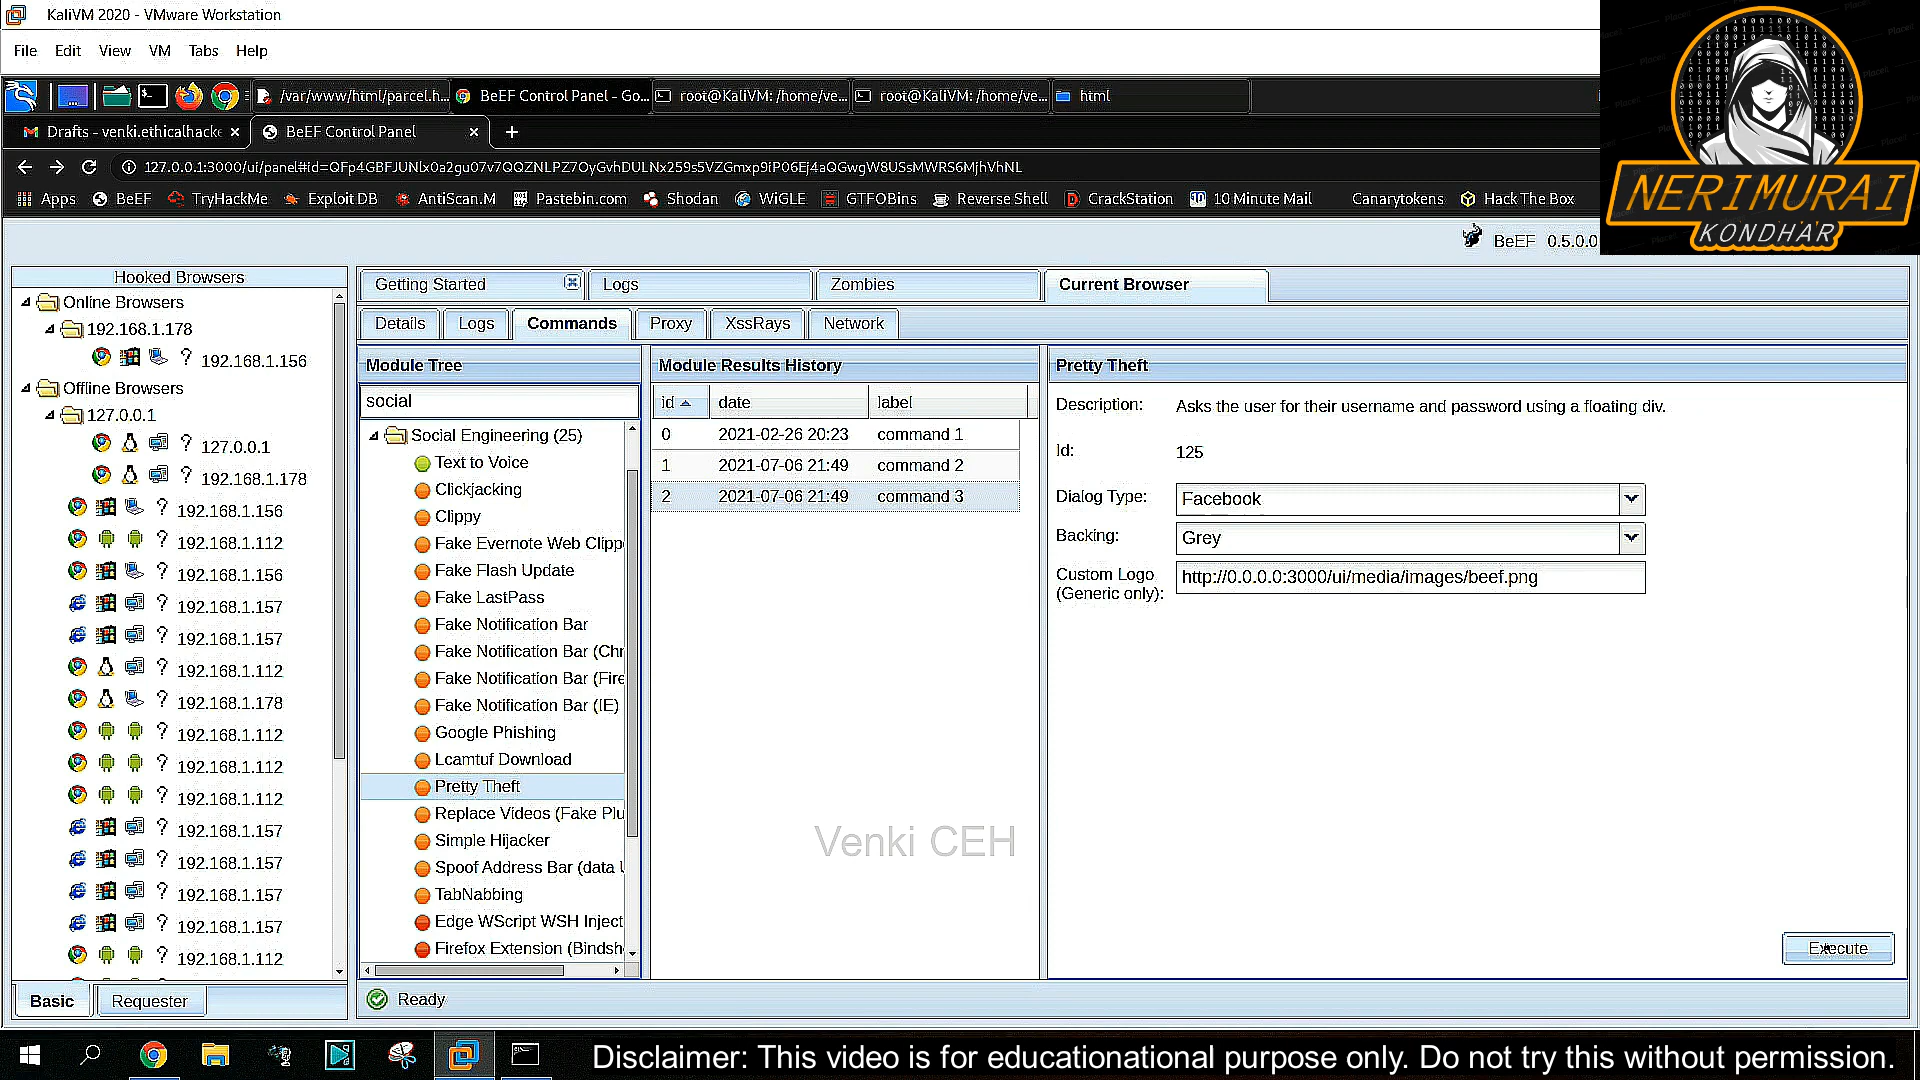 KaliVM 2020 - VMware Workstation
File Edit View VM Tabs Help
/var/www/html/parcel.h... BeEF Control Panel - Go... root@KaliVM: /home/ve... root@KaliVM: /home/ve... html
Drafts - venki.ethicalhacke BeEF Control Panel
127.0.0.1:3000/ui/panel#id=QFp4GBFJUNlx0a2gu07v7QQZNLPZ7OyGvhDULNx259s5VZGmxp9iP06Ej4aQGwgW8USsMWRS6MjhVhNL
Apps BeEF TryHackMe Exploit DB AntiScan.M Pastebin.com Shodan WiGLE GTFOBins Reverse Shell CrackStation 10 Minute Mail Canarytokens Hack The Box
NERIMURAI
KONDHAR
BeEF 0.5.0.0
Hooked Browsers
Online Browsers
192.168.1.178
192.168.1.156
Offline Browsers
127.0.0.1
127.0.0.1
192.168.1.178
192.168.1.156
192.168.1.112
192.168.1.156
192.168.1.157
192.168.1.157
192.168.1.112
192.168.1.178
192.168.1.112
192.168.1.112
192.168.1.112
192.168.1.157
192.168.1.157
192.168.1.157
192.168.1.157
192.168.1.112
Basic Requester
Getting Started Logs Zombies Current Browser
Details Logs Commands Proxy XssRays Network
Module Tree
social
Social Engineering (25)
Text to Voice
Clickjacking
Clippy
Fake Evernote Web Clipp
Fake Flash Update
Fake LastPass
Fake Notification Bar
Fake Notification Bar (Chr
Fake Notification Bar (Fire
Fake Notification Bar (IE)
Google Phishing
Lcamtuf Download
Pretty Theft
Replace Videos (Fake Plu
Simple Hijacker
Spoof Address Bar (data U
TabNabbing
Edge WScript WSH Inject
Firefox Extension (Bindsh
Module Results History
id date label
0 2021-02-26 20:23 command 1
1 2021-07-06 21:49 command 2
2 2021-07-06 21:49 command 3
Venki CEH
Pretty Theft
Description: Asks the user for their username and password using a floating div.
Id: 125
Dialog Type: Facebook
Backing: Grey
Custom Logo (Generic only): http://0.0.0.0:3000/ui/media/images/beef.png
Execute
Ready
Disclaimer: This video is for educationational purpose only. Do not try this without permission.